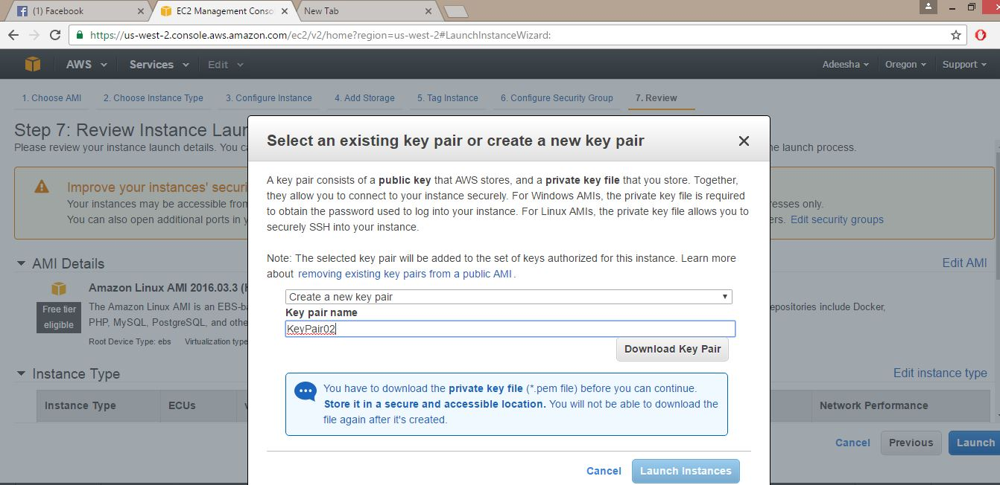 (1) Facebook
EC2 Management Conso
New Tab
https://us-west-2.console.aws.amazon.com/ec2/v2/home?region=us-west-2#LaunchInstanceWizard:
AWS Services Edit Adeesha Oregon Support
1. Choose AMI 2. Choose Instance Type 3. Configure Instance 4. Add Storage 5. Tag Instance 6. Configure Security Group 7. Review
Step 7: Review Instance Laun
Please review your instance launch details. You ca
he launch process.
Improve your instances' securi
Your instances may be accessible from
resses only.
You can also open additional ports in y
ers. Edit security groups
AMI Details
Edit AMI
Amazon Linux AMI 2016.03.3 (H
Free tier
eligible
The Amazon Linux AMI is an EBS-ba
epositories include Docker,
PHP, MySQL, PostgreSQL, and othe
Root Device Type: ebs Virtualization type
Instance Type
Edit instance type
Instance Type ECUs v Network Performance
Cancel Previous Launch
Select an existing key pair or create a new key pair
A key pair consists of a public key that AWS stores, and a private key file that you store. Together,
they allow you to connect to your instance securely. For Windows AMIs, the private key file is required
to obtain the password used to log into your instance. For Linux AMIs, the private key file allows you to
securely SSH into your instance.
Note: The selected key pair will be added to the set of keys authorized for this instance. Learn more
about removing existing key pairs from a public AMI.
Create a new key pair
Key pair name
KeyPair02
Download Key Pair
You have to download the private key file (*.pem file) before you can continue.
Store it in a secure and accessible location. You will not be able to download the
file again after it's created.
Cancel Launch Instances